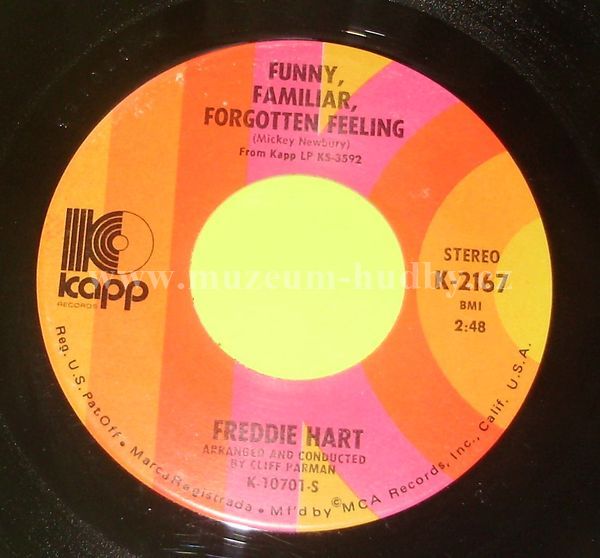 FUNNY,
FAMILIAR,
FORGOTTEN FEELING
(Mickey Newbury)
From Kapp LP KS-3592
kapp
RECORDS
STEREO
K-2167
BMI
2:48
www.muzeum-hudby.cz
FREDDIE HART
ARRANGED AND CONDUCTED
BY CLIFF PARMAN
K-10701-S
Reg. U.S. Pat. Off. • Marca Registrada • Mf'd by ©MCA Records, Inc., Calif. U.S.A.